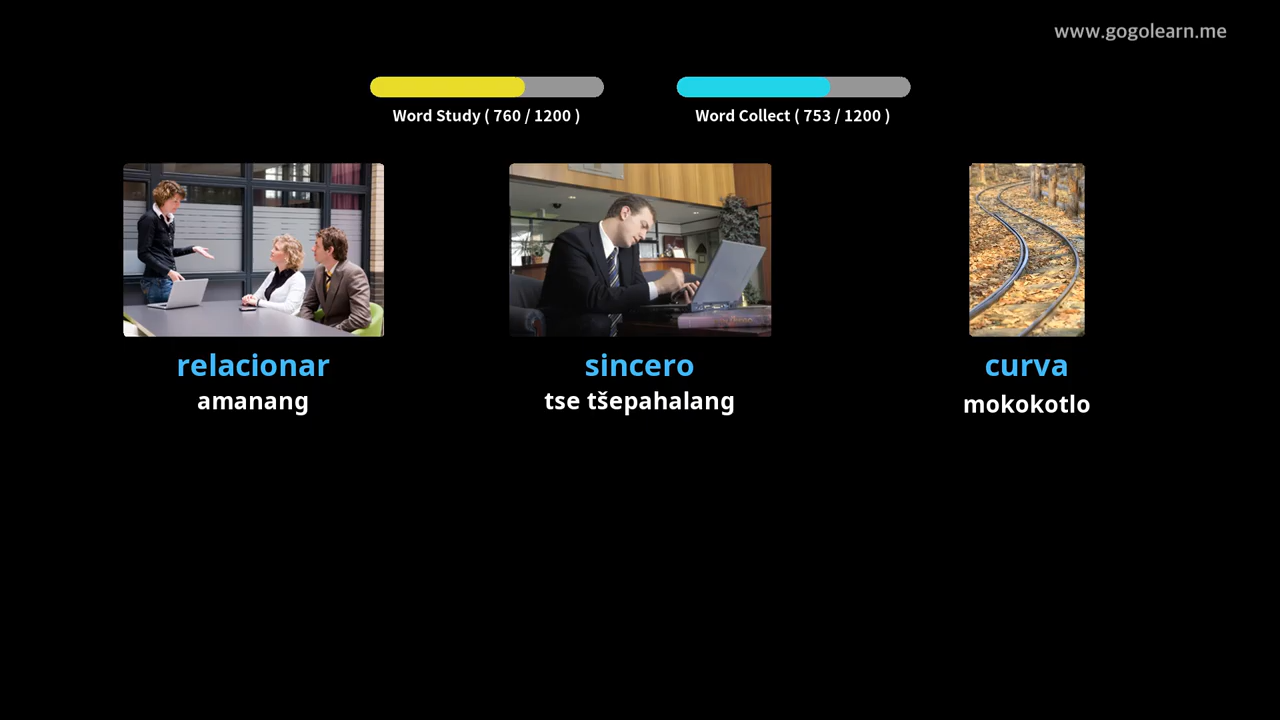 www.gogolearn.me
Word Study ( 760 / 1200 )
Word Collect ( 753 / 1200 )
relacionar
amanang
sincero
tse tšepahalang
curva
mokokotlo